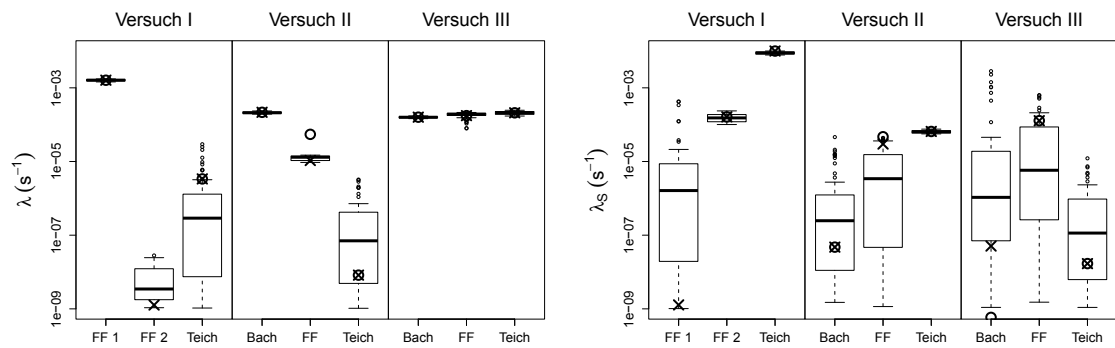 Versuch I Versuch II Versuch III
λ (s⁻¹)
1e−03
1e−05
1e−07
1e−09
FF 1 FF 2 Teich Bach FF Teich Bach FF Teich
Versuch I Versuch II Versuch III
λS (s⁻¹)
1e−03
1e−05
1e−07
1e−09
FF 1 FF 2 Teich Bach FF Teich Bach FF Teich